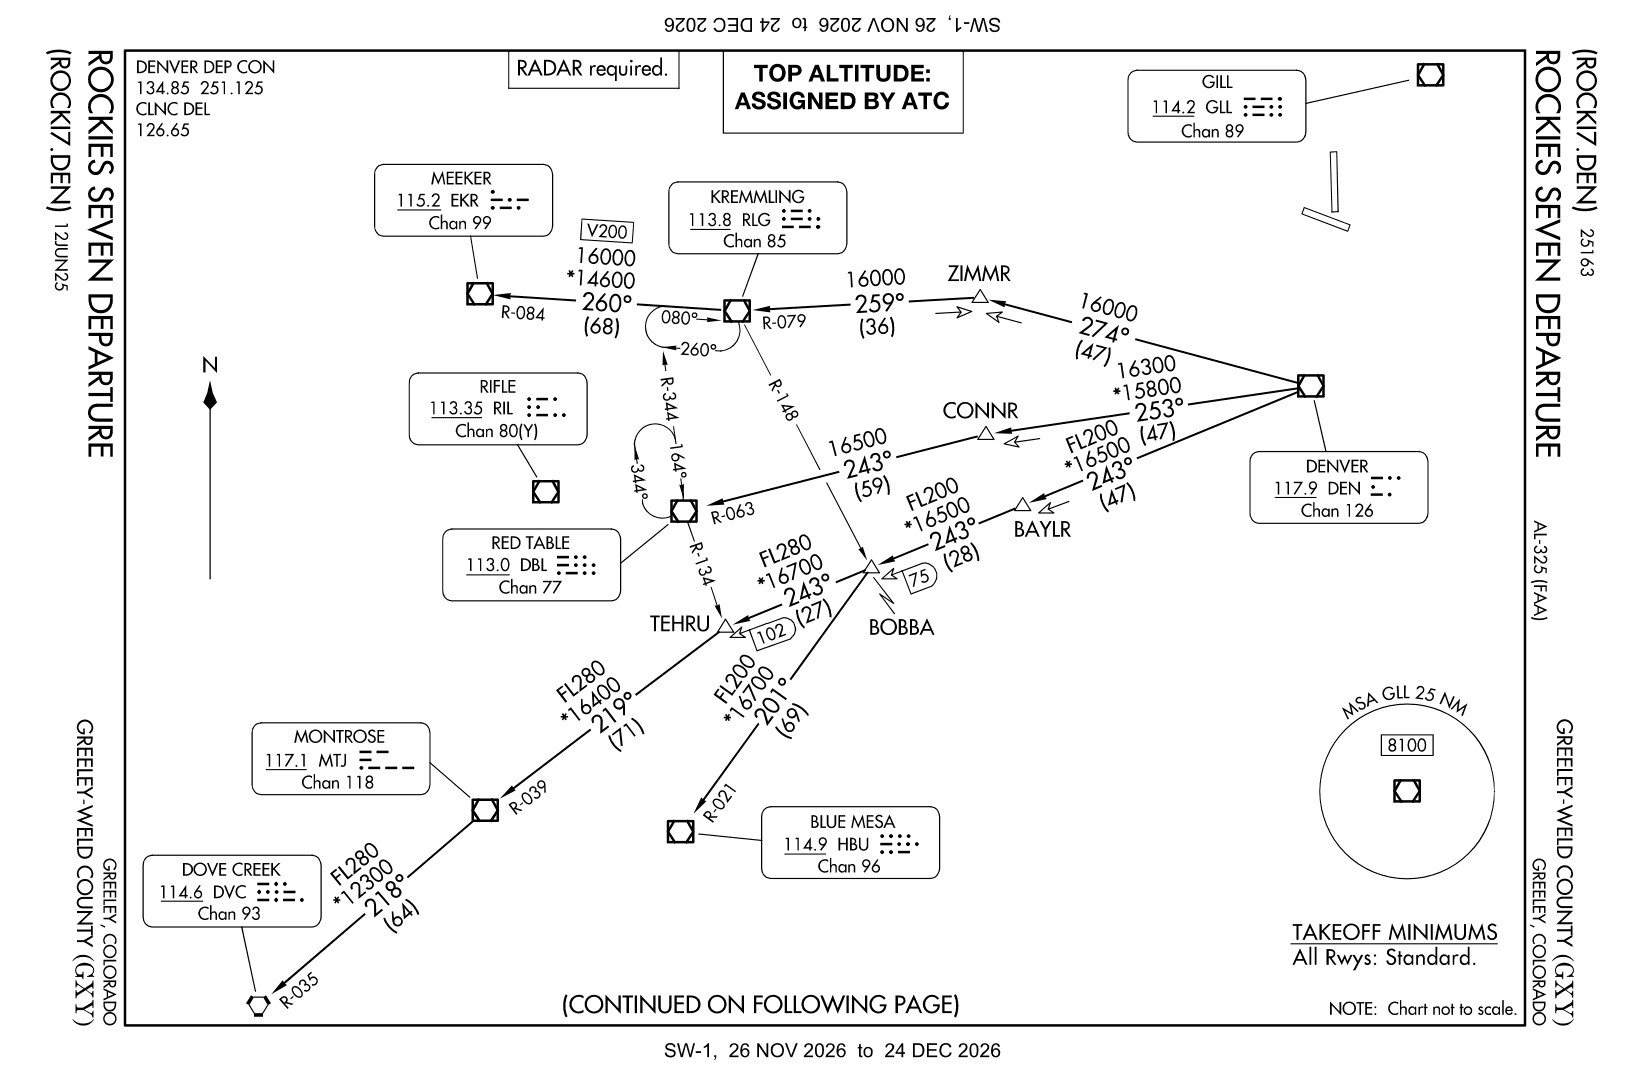 SW-1, 26 NOV 2026 to 24 DEC 2026
(ROCKI7.DEN) 12JUN25
ROCKIES SEVEN DEPARTURE
GREELEY-WELD COUNTY (GXY)
GREELEY, COLORADO
DENVER DEP CON
134.85 251.125
CLNC DEL
126.65
RADAR required.
TOP ALTITUDE:
ASSIGNED BY ATC
GILL
114.2 GLL
Chan 89
MEEKER
115.2 EKR
Chan 99
KREMMLING
113.8 RLG
Chan 85
V200
16000
*14600
260°
(68)
R-084
080°
260°
R-079
16000
259°
(36)
ZIMMR
16000
274°
(47)
16300
*15800
253°
(47)
N
RIFLE
113.35 RIL
Chan 80(Y)
R-344
164°
344°
R-148
CONNR
16500
243°
(59)
R-063
FL200
*16500
243°
(47)
DENVER
117.9 DEN
Chan 126
BAYLR
FL200
*16500
243°
(28)
RED TABLE
113.0 DBL
Chan 77
R-134
FL280
*16700
243°
(27)
75
BOBBA
TEHRU
102
FL280
*16400
219°
(71)
FL200
*16700
201°
(69)
MONTROSE
117.1 MTJ
Chan 118
R-039
R-021
BLUE MESA
114.9 HBU
Chan 96
DOVE CREEK
114.6 DVC
Chan 93
FL280
*12300
218°
(64)
R-035
MSA GLL 25 NM
8100
TAKEOFF MINIMUMS
All Rwys: Standard.
(CONTINUED ON FOLLOWING PAGE)
NOTE: Chart not to scale.
(ROCKI7.DEN) 25163
ROCKIES SEVEN DEPARTURE
AL-325 (FAA)
GREELEY-WELD COUNTY (GXY)
GREELEY, COLORADO
SW-1, 26 NOV 2026 to 24 DEC 2026